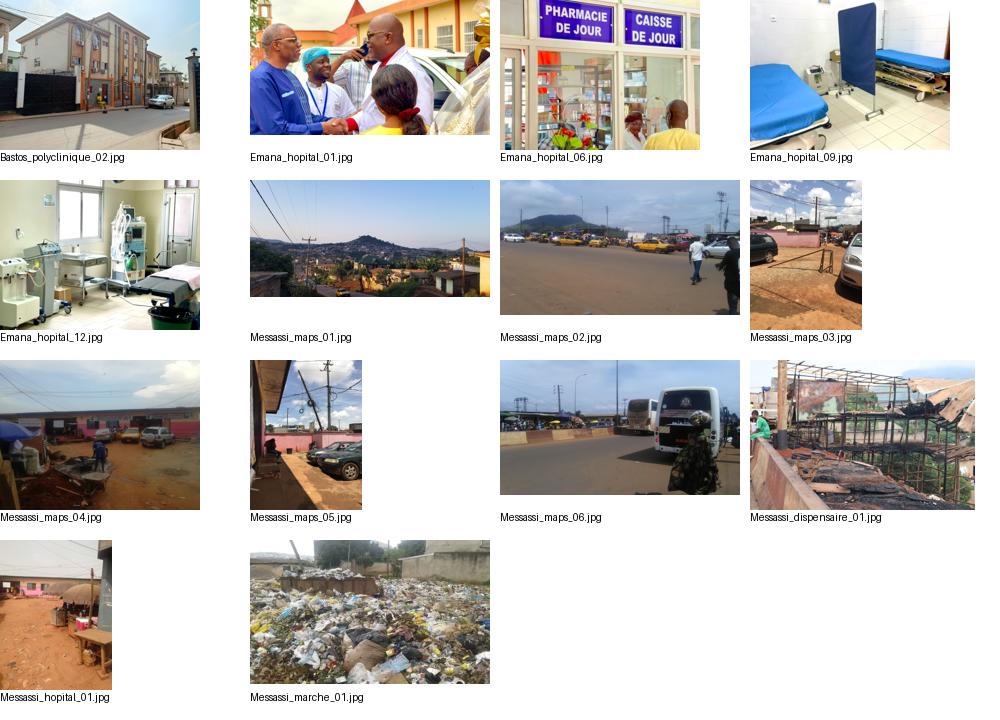 PHARMACIE
DE JOUR
CAISSE
DE JOUR
Bastos_polyclinique_02.jpg
Emana_hopital_01.jpg
Emana_hopital_06.jpg
Emana_hopital_09.jpg
Emana_hopital_12.jpg
Messassi_maps_01.jpg
Messassi_maps_02.jpg
Messassi_maps_03.jpg
Messassi_maps_04.jpg
Messassi_maps_05.jpg
Messassi_maps_06.jpg
Messassi_dispensaire_01.jpg
Messassi_hopital_01.jpg
Messassi_marche_01.jpg